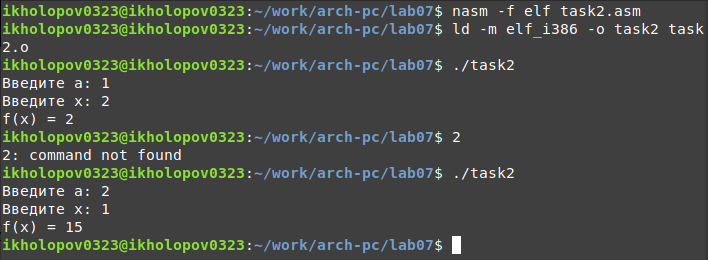 ikholopov0323@ikholopov0323:~/work/arch-pc/lab07$ nasm -f elf task2.asm
ikholopov0323@ikholopov0323:~/work/arch-pc/lab07$ ld -m elf_i386 -o task2 task
2.o
ikholopov0323@ikholopov0323:~/work/arch-pc/lab07$ ./task2
Введите а: 1
Введите х: 2
f(x) = 2
ikholopov0323@ikholopov0323:~/work/arch-pc/lab07$ 2
2: command not found
ikholopov0323@ikholopov0323:~/work/arch-pc/lab07$ ./task2
Введите а: 2
Введите х: 1
f(x) = 15
ikholopov0323@ikholopov0323:~/work/arch-pc/lab07$